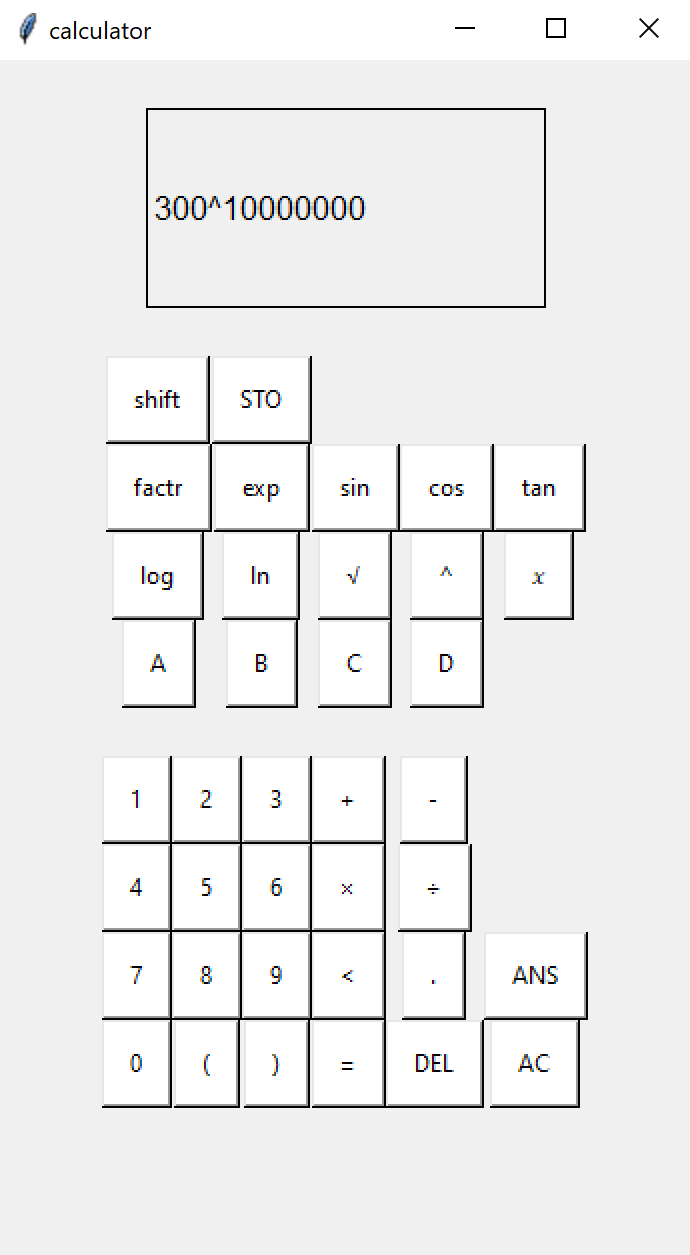 calculator
300^10000000
shift STO
factr exp sin cos tan
log ln √ ^ x
A B C D
1 2 3 + -
4 5 6 × ÷
7 8 9 < . ANS
0 ( ) = DEL AC